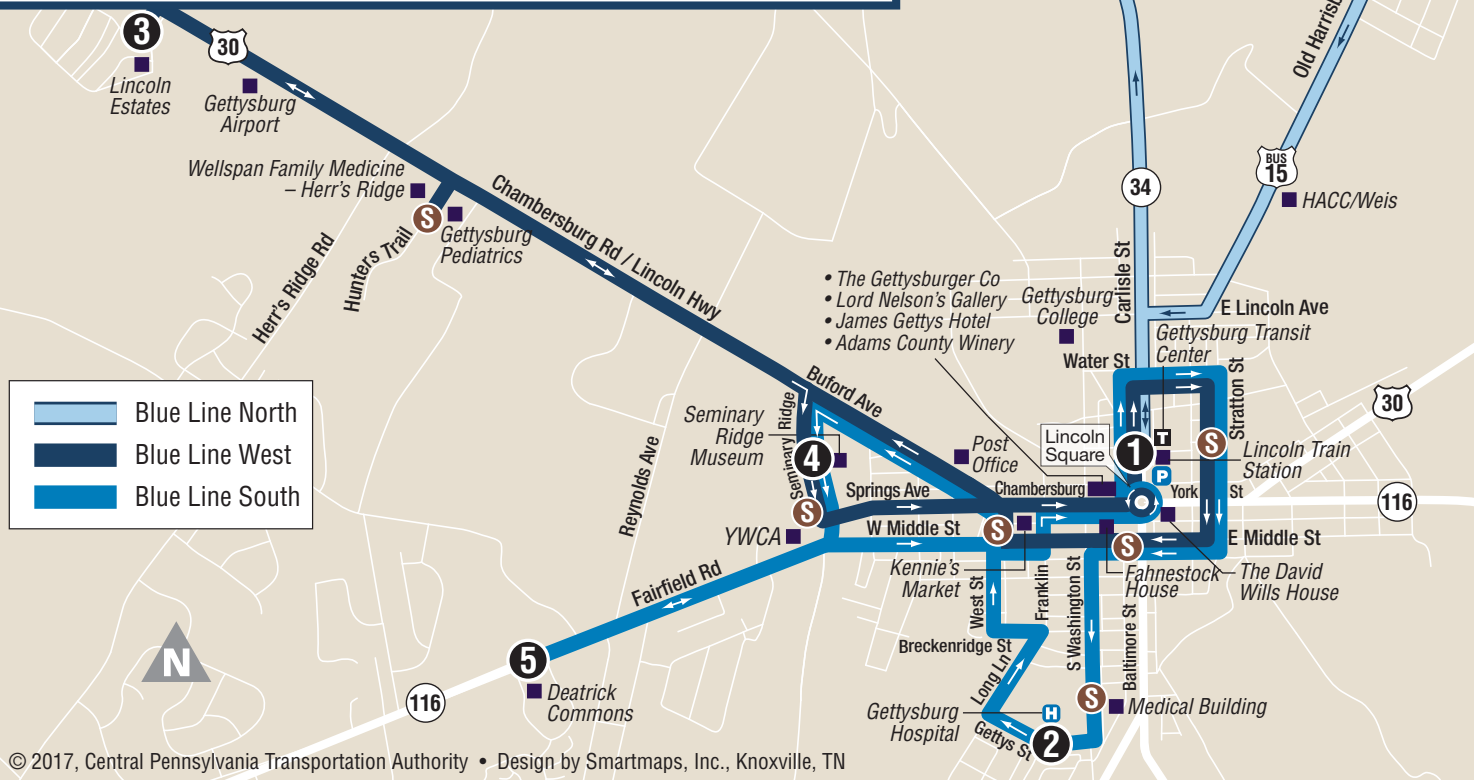 3
30
Lincoln
Estates
Gettysburg
Airport
Old Harrisb
Wellspan Family Medicine
– Herr's Ridge
S
Gettysburg
Pediatrics
Hunters Trail
Herr's Ridge Rd
Chambersburg Rd / Lincoln Hwy
34
BUS
15
HACC/Weis
Carlisle St
E Lincoln Ave
• The Gettysburger Co
• Lord Nelson's Gallery
• James Gettys Hotel
• Adams County Winery
Gettysburg
College
Gettysburg Transit
Center
Water St
Stratton St
30
Blue Line North
Blue Line West
Blue Line South
Buford Ave
Seminary
Ridge
Museum
Seminary Ridge
4
Reynolds Ave
Post
Office
Lincoln
Square
1
T
P
S
Lincoln Train
Station
Springs Ave
Chambersburg
York
St
116
S
YWCA
W Middle St
S
S
E Middle St
Kennie's
Market
Fahnestock
House
The David
Wills House
Fairfield Rd
West St
Franklin
S Washington St
Baltimore St
Breckenridge St
Long Ln
5
Deatrick
Commons
116
N
Gettysburg
Hospital
H
S
Medical Building
Gettys St
2
© 2017, Central Pennsylvania Transportation Authority • Design by Smartmaps, Inc., Knoxville, TN